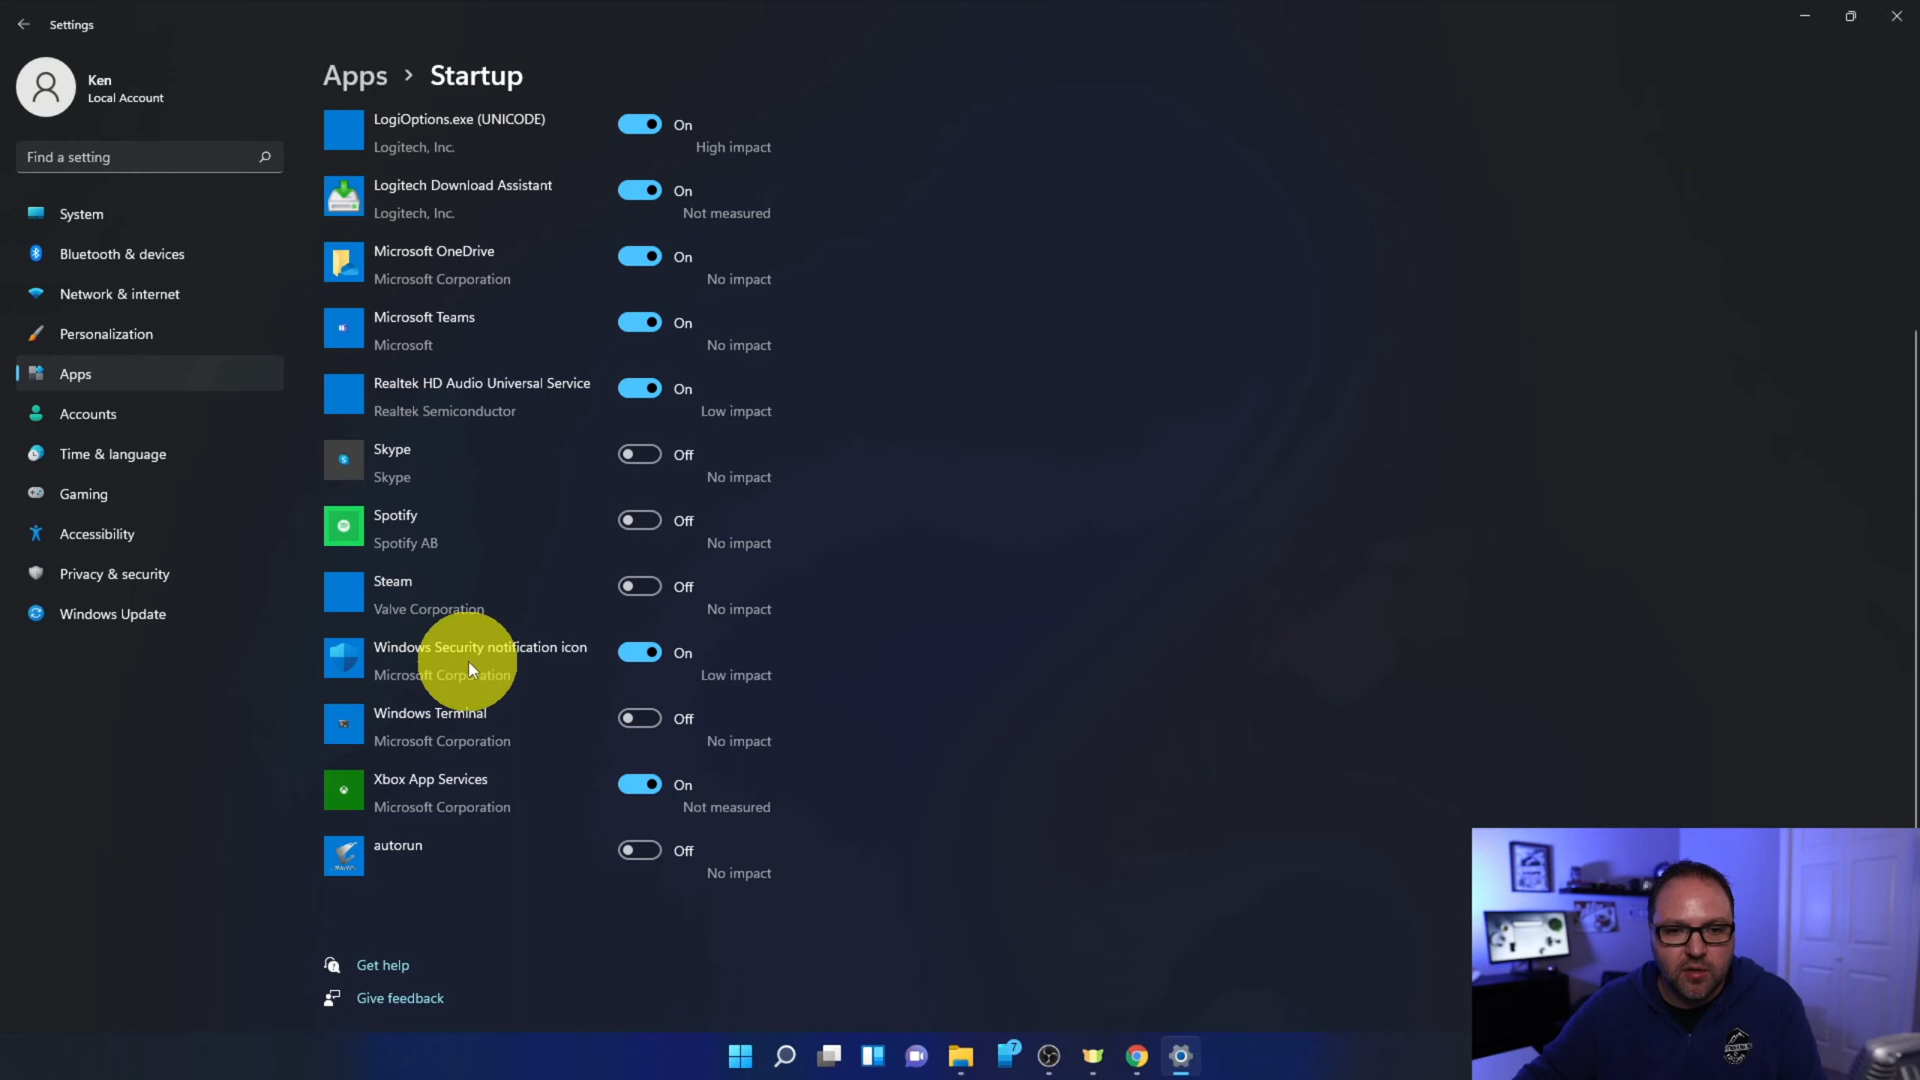 Settings
Ken
Local Account
Find a setting
System
Bluetooth & devices
Network & internet
Personalization
Apps
Accounts
Time & language
Gaming
Accessibility
Privacy & security
Windows Update
Apps > Startup
LogiOptions.exe (UNICODE)
On
Logitech, Inc.
High impact
Logitech Download Assistant
On
Logitech, Inc.
Not measured
Microsoft OneDrive
On
Microsoft Corporation
No impact
Microsoft Teams
On
Microsoft
No impact
Realtek HD Audio Universal Service
On
Realtek Semiconductor
Low impact
Skype
Off
Skype
No impact
Spotify
Off
Spotify AB
No impact
Steam
Off
Valve Corporation
No impact
Windows Security notification icon
On
Microsoft Corporation
Low impact
Windows Terminal
Off
Microsoft Corporation
No impact
Xbox App Services
On
Microsoft Corporation
Not measured
autorun
Off
No impact
Get help
Give feedback
7